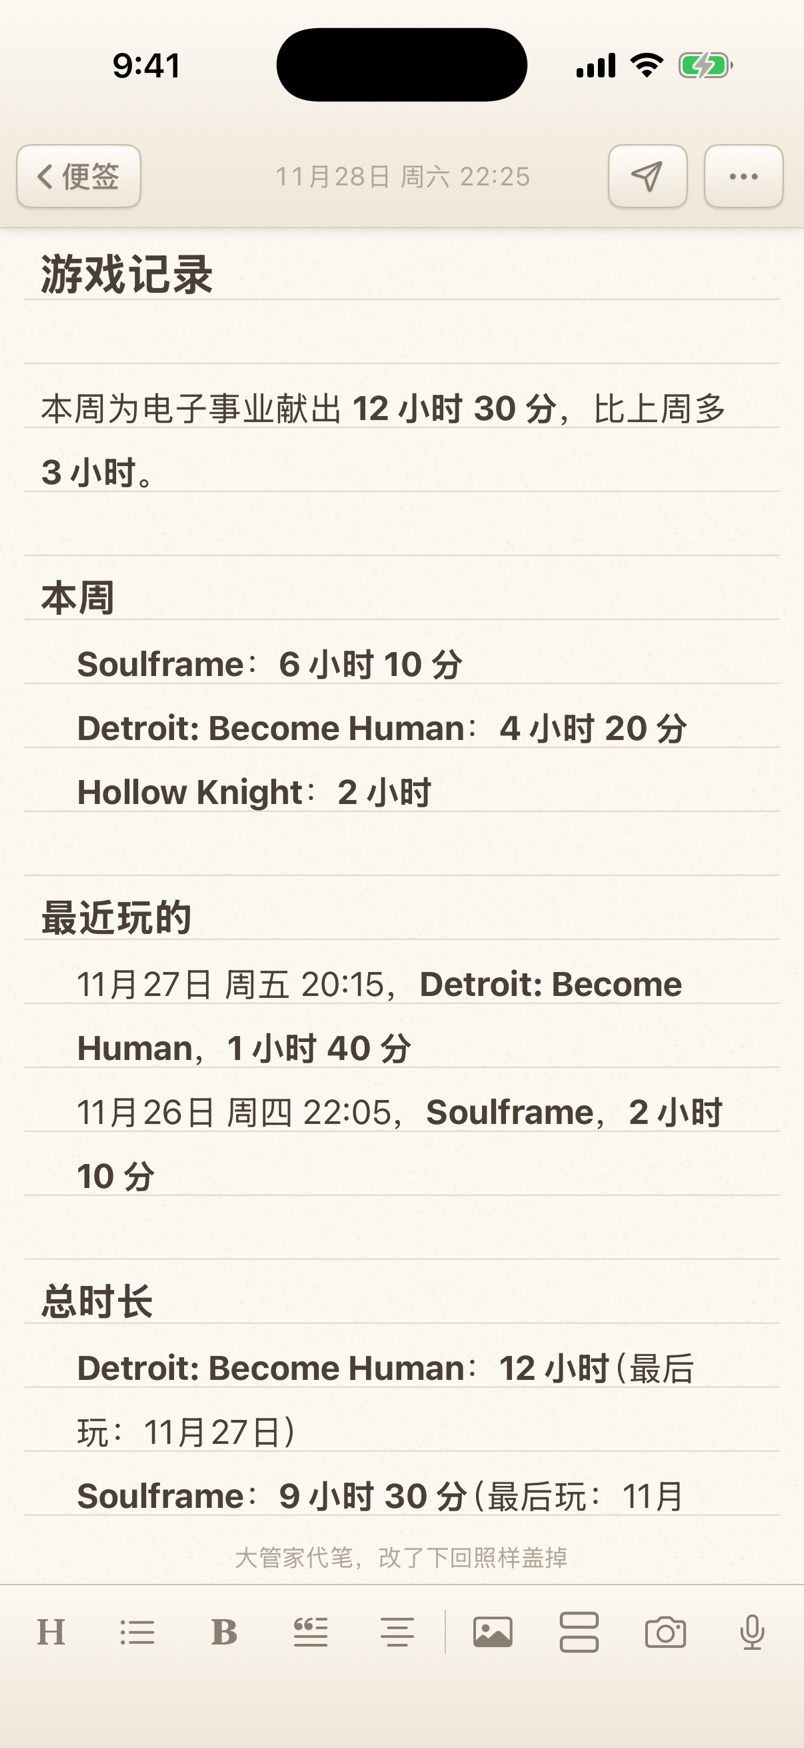 9:41
便签
11月28日 周六 22:25
游戏记录
本周为电子事业献出 12 小时 30 分，比上周多
3 小时。
本周
Soulframe：6 小时 10 分
Detroit: Become Human：4 小时 20 分
Hollow Knight：2 小时
最近玩的
11月27日 周五 20:15，Detroit: Become
Human，1 小时 40 分
11月26日 周四 22:05，Soulframe，2 小时
10 分
总时长
Detroit: Become Human：12 小时（最后
玩：11月27日）
Soulframe：9 小时 30 分（最后玩：11月
大管家代笔，改了下回照样盖掉
H
B